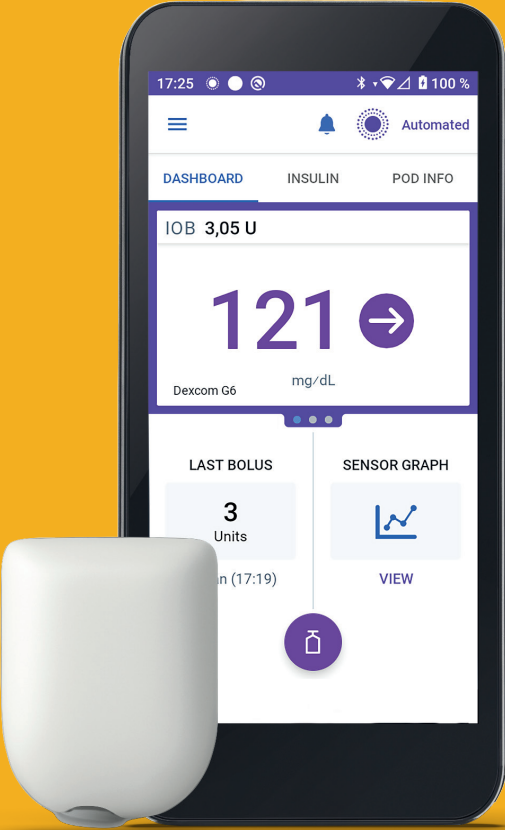 17:25 100 %
Automated
DASHBOARD INSULIN POD INFO
IOB 3,05 U
121
mg/dL
Dexcom G6
LAST BOLUS SENSOR GRAPH
3
Units
(17:19) VIEW